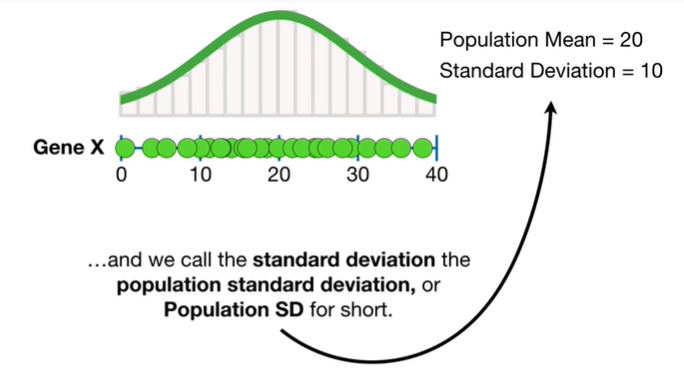 Population Mean = 20
Standard Deviation = 10
Gene X
0 10 20 30 40
...and we call the standard deviation the
population standard deviation, or
Population SD for short.